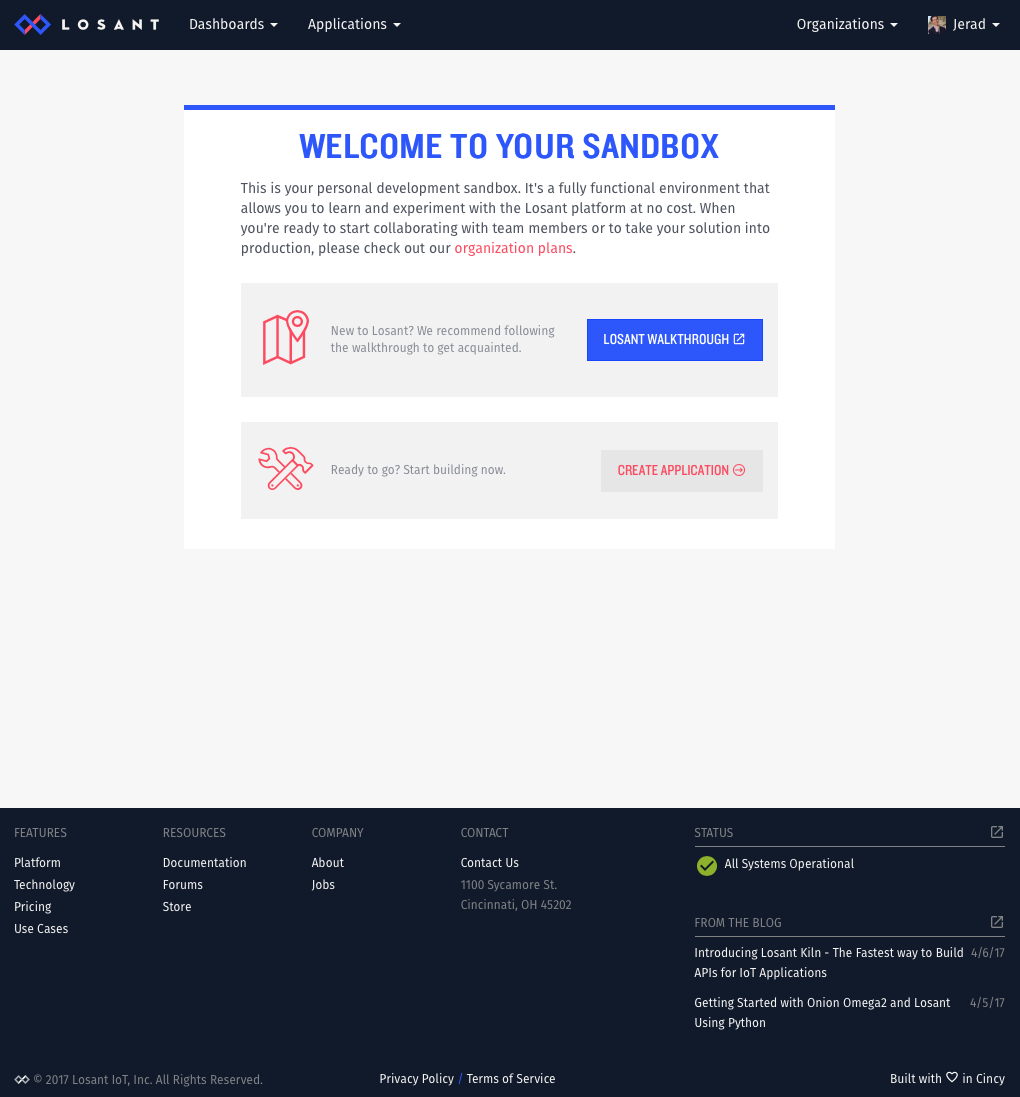 LOSANT Dashboards Applications Organizations Jerad
WELCOME TO YOUR SANDBOX
This is your personal development sandbox. It's a fully functional environment that
allows you to learn and experiment with the Losant platform at no cost. When
you're ready to start collaborating with team members or to take your solution into
production, please check out our organization plans.
New to Losant? We recommend following
the walkthrough to get acquainted.
LOSANT WALKTHROUGH
Ready to go? Start building now.
CREATE APPLICATION
FEATURES
Platform
Technology
Pricing
Use Cases
RESOURCES
Documentation
Forums
Store
COMPANY
About
Jobs
CONTACT
Contact Us
1100 Sycamore St.
Cincinnati, OH 45202
STATUS
All Systems Operational
FROM THE BLOG
Introducing Losant Kiln - The Fastest way to Build 4/6/17
APIs for IoT Applications
Getting Started with Onion Omega2 and Losant 4/5/17
Using Python
© 2017 Losant IoT, Inc. All Rights Reserved. Privacy Policy / Terms of Service Built with ♡ in Cincy